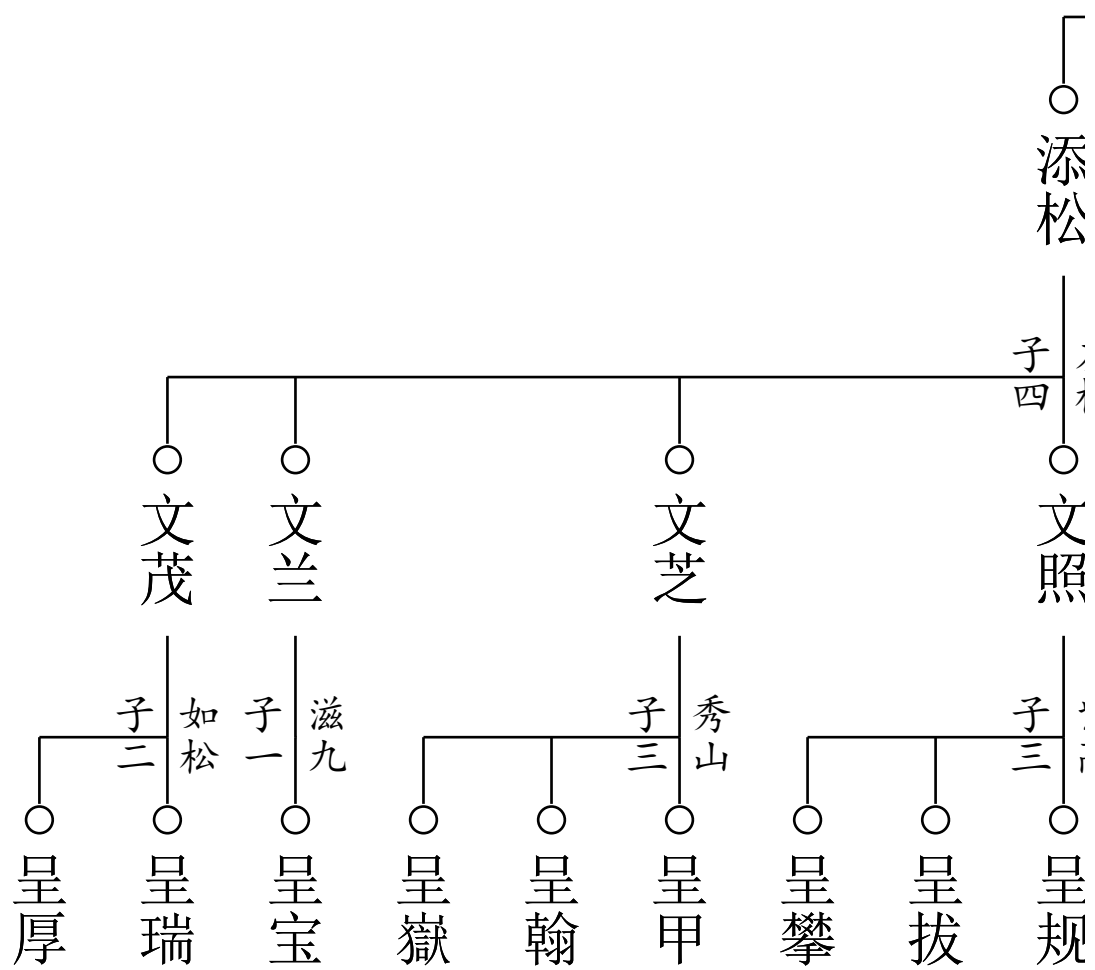 添松
子四
文照
文芝
文兰
文茂
子三
秀山
子三
滋九
子一
如松
子二
呈规
呈拔
呈攀
呈甲
呈翰
呈嶽
呈宝
呈瑞
呈厚